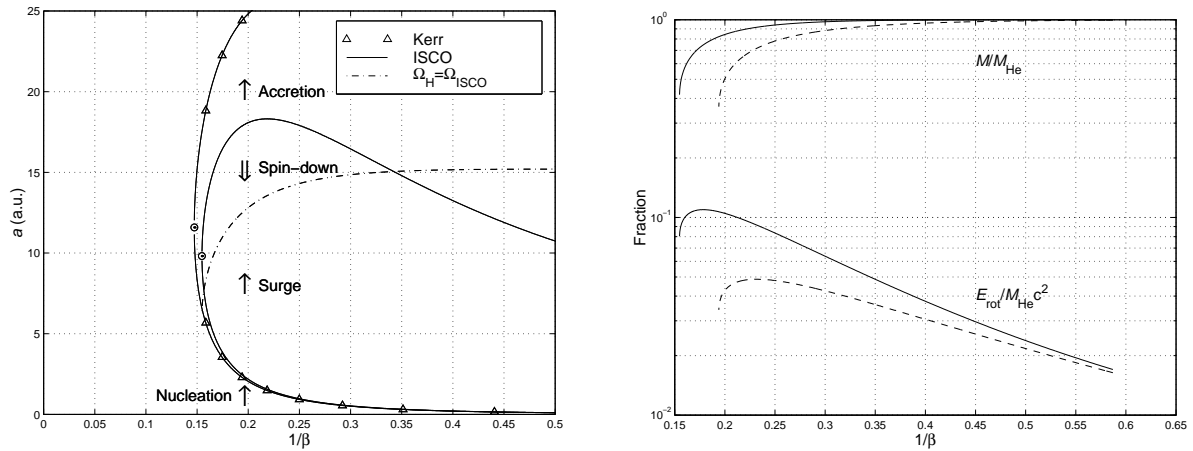 25
20
15
10
5
0
a (a.u.)
Kerr
ISCO
Ω_H=Ω_ISCO
↑ Accretion
⇓ Spin−down
↑ Surge
Nucleation ↑
0 0.05 0.1 0.15 0.2 0.25 0.3 0.35 0.4 0.45 0.5
1/β
10^0
10^−1
10^−2
Fraction
M/M_He
E_rot/M_He c^2
0.15 0.2 0.25 0.3 0.35 0.4 0.45 0.5 0.55 0.6 0.65
1/β